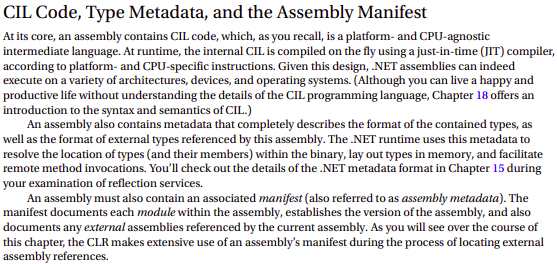 CIL Code, Type Metadata, and the Assembly Manifest
At its core, an assembly contains CIL code, which, as you recall, is a platform- and CPU-agnostic
intermediate language. At runtime, the internal CIL is compiled on the fly using a just-in-time (JIT) compiler,
according to platform- and CPU-specific instructions. Given this design, .NET assemblies can indeed
execute on a variety of architectures, devices, and operating systems. (Although you can live a happy and
productive life without understanding the details of the CIL programming language, Chapter 18 offers an
introduction to the syntax and semantics of CIL.)
An assembly also contains metadata that completely describes the format of the contained types, as
well as the format of external types referenced by this assembly. The .NET runtime uses this metadata to
resolve the location of types (and their members) within the binary, lay out types in memory, and facilitate
remote method invocations. You'll check out the details of the .NET metadata format in Chapter 15 during
your examination of reflection services.
An assembly must also contain an associated manifest (also referred to as assembly metadata). The
manifest documents each module within the assembly, establishes the version of the assembly, and also
documents any external assemblies referenced by the current assembly. As you will see over the course of
this chapter, the CLR makes extensive use of an assembly's manifest during the process of locating external
assembly references.